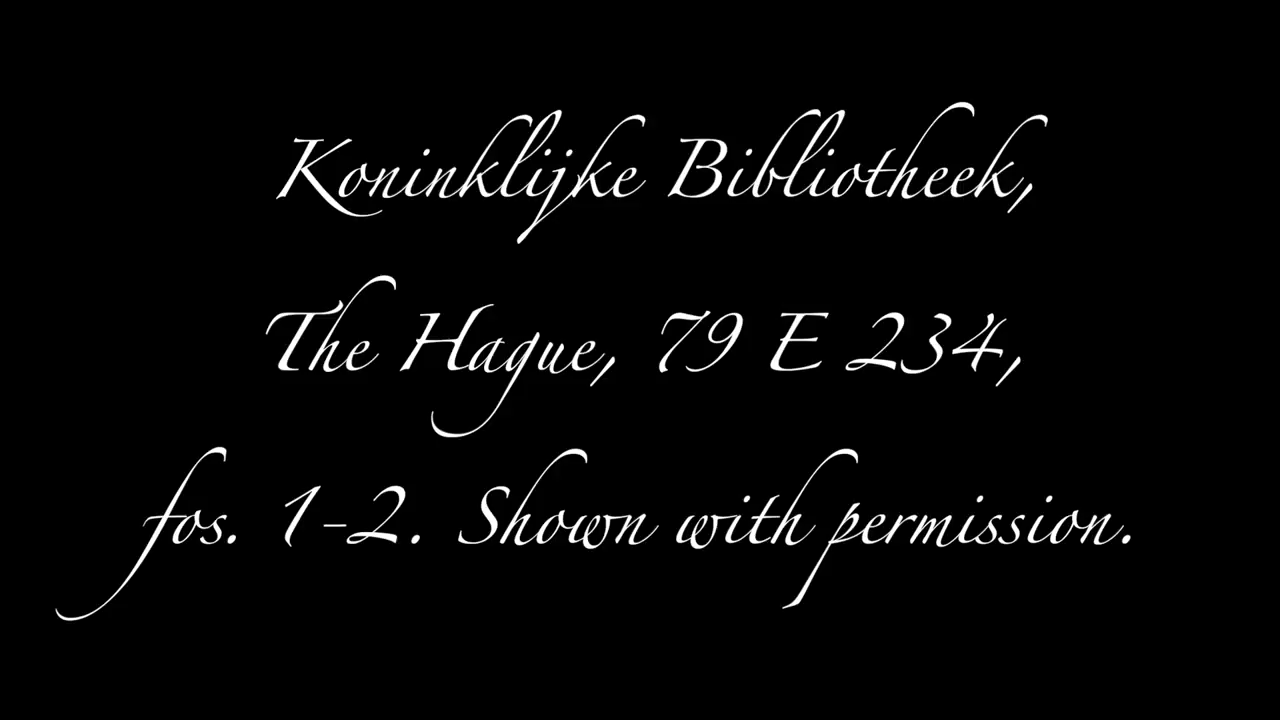 Koninklijke Bibliotheek,
The Hague, 79 E 234,
fos. 1-2. Shown with permission.